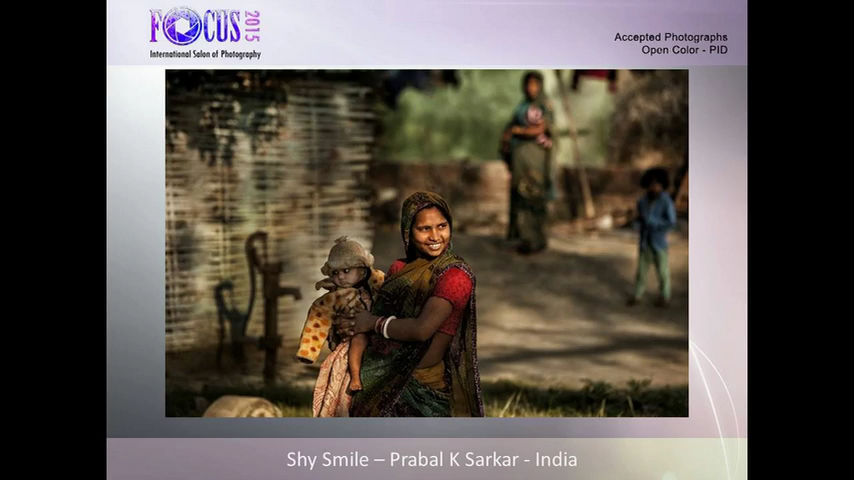 FOCUS 2015
International Salon of Photography
Accepted Photographs
Open Color - PID
Shy Smile – Prabal K Sarkar - India